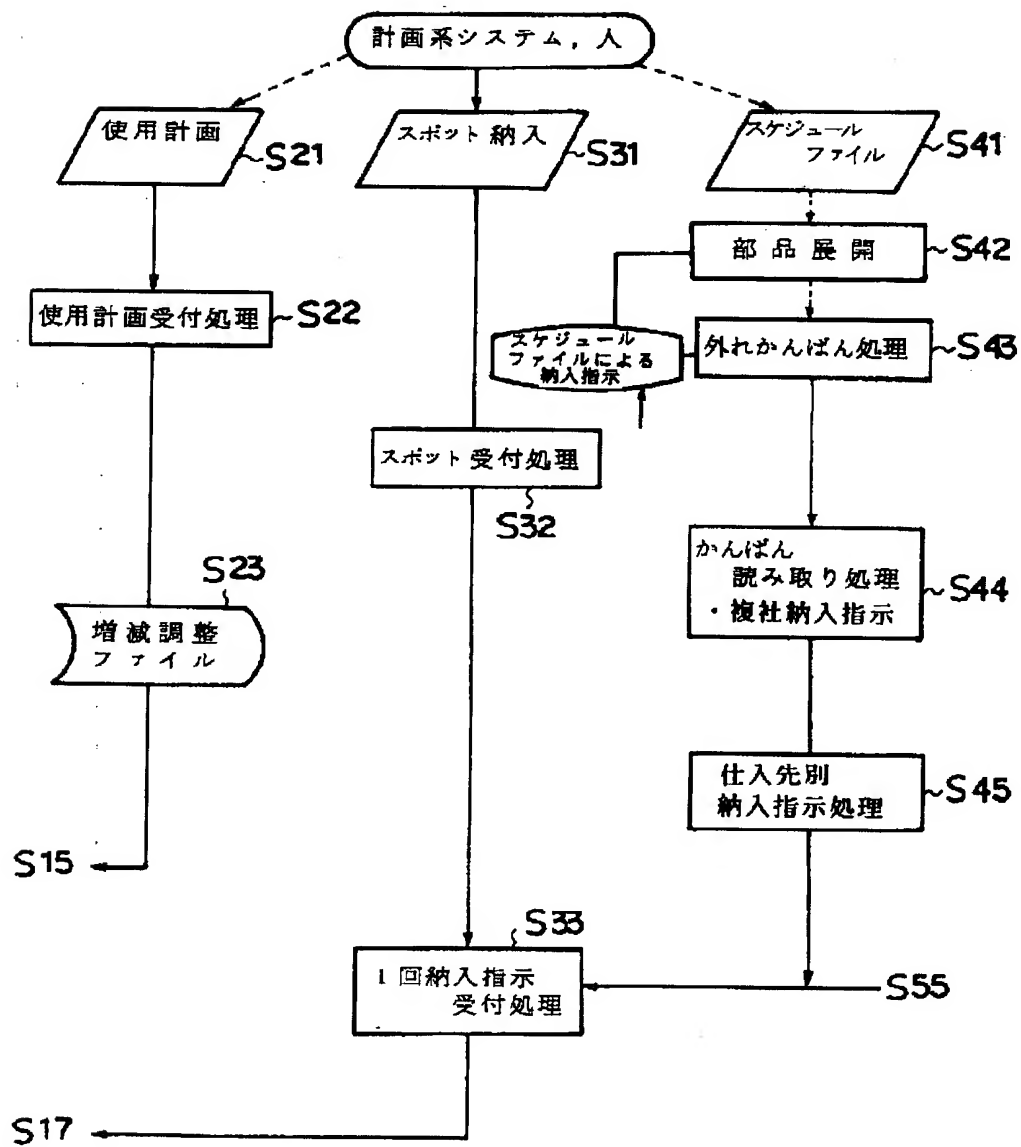 計画系システム，人
使用計画
S21
スポット納入
S31
スケジュール
ファイル
S41
部品展開
S42
使用計画受付処理
S22
スケジュール
ファイルによる
納入指示
外れかんばん処理
S43
スポット受付処理
S32
かんばん
読み取り処理
・複社納入指示
S44
S23
増減調整
ファイル
仕入先別
納入指示処理
S45
S15
S33
1回納入指示
受付処理
S55
S17